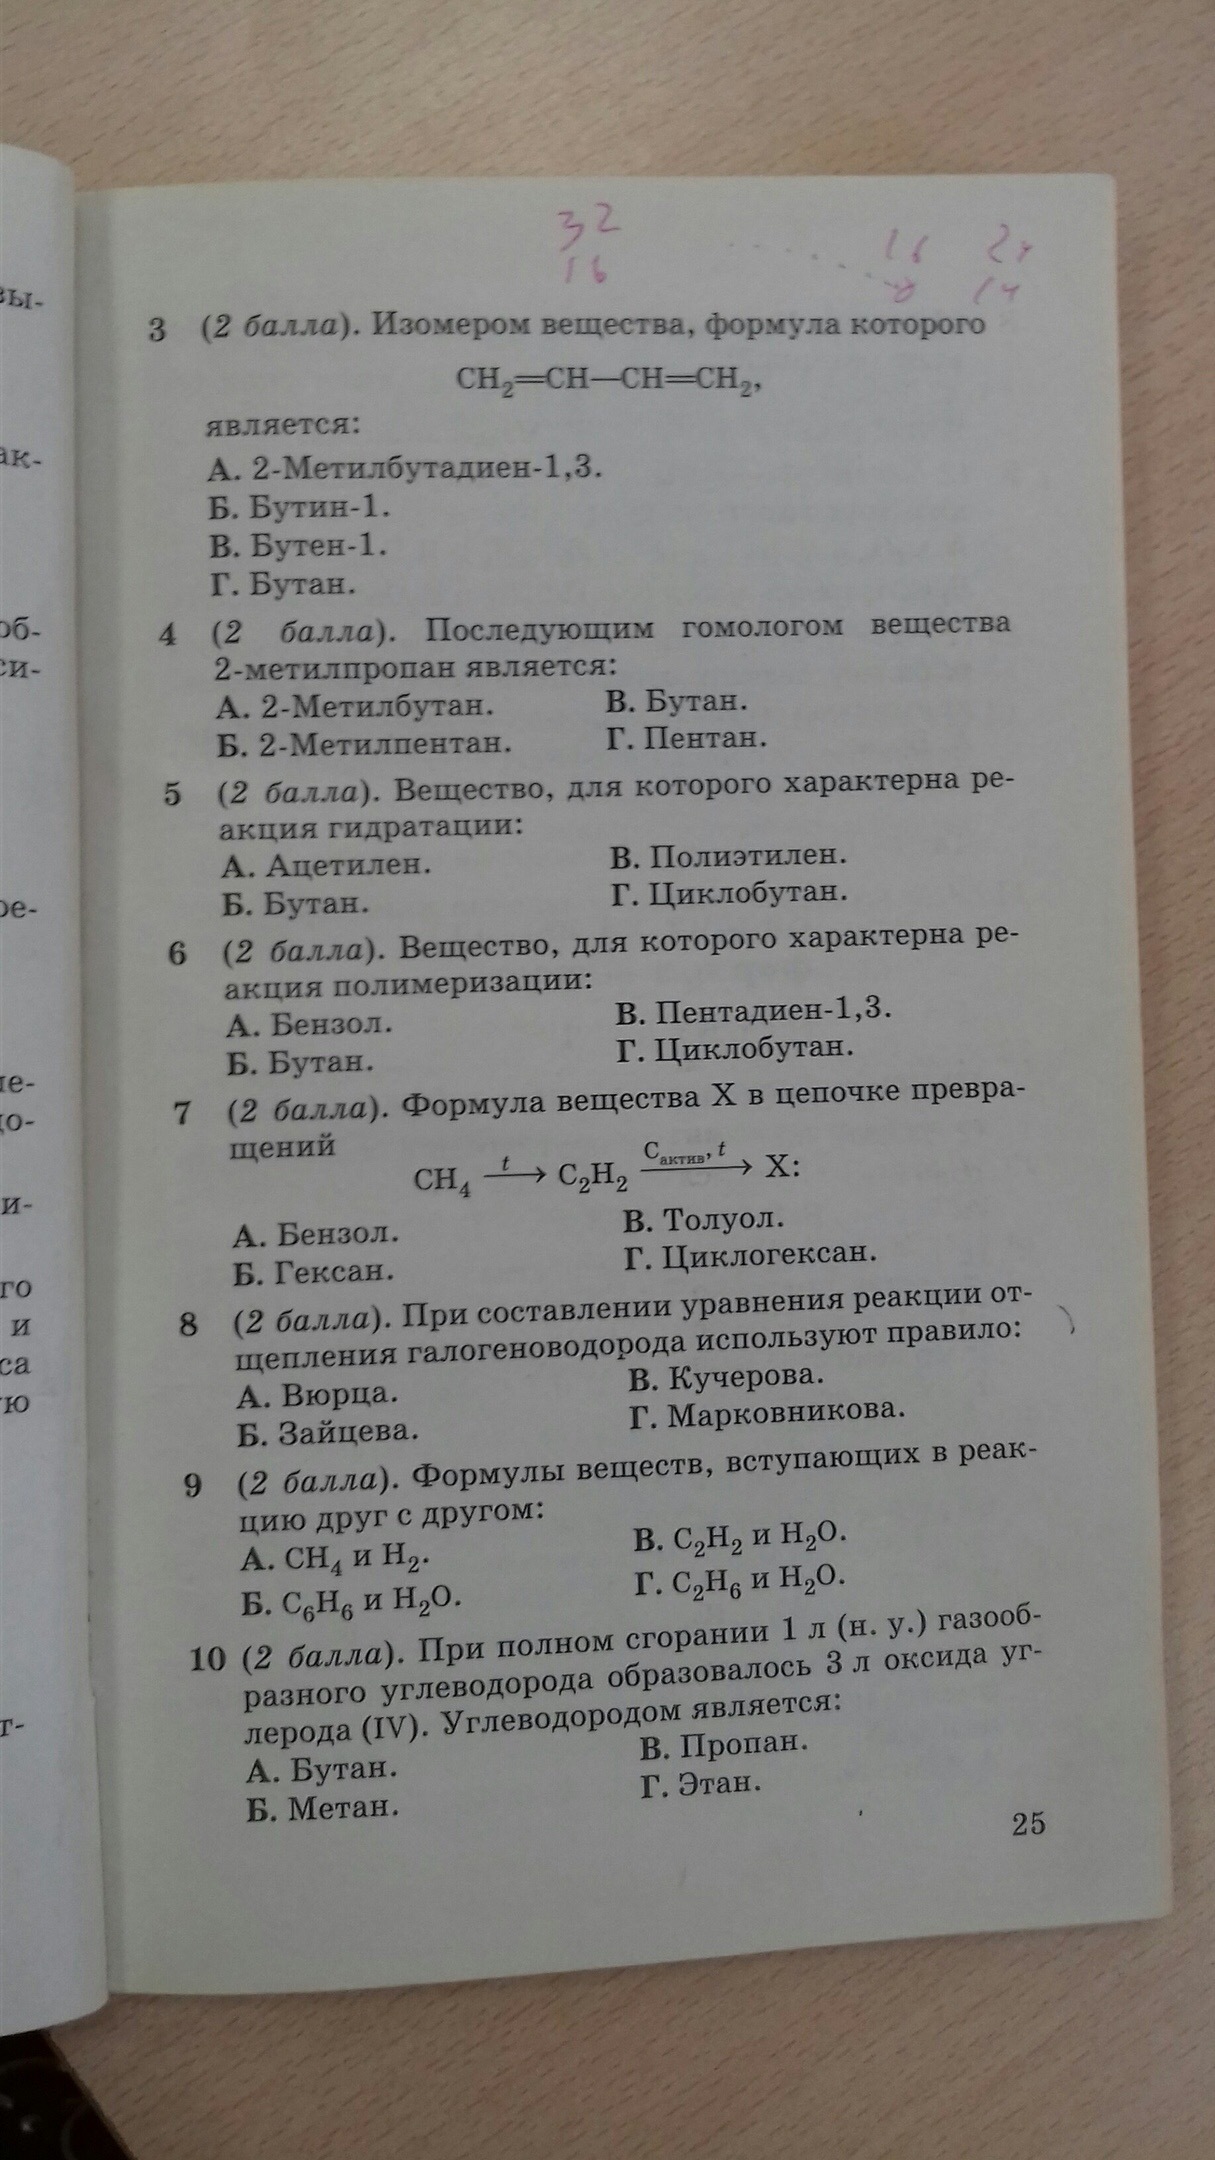 32
16
16
зы-
3 (2 балла). Изомером вещества, формула которого
CH₂=CH—CH=CH₂,
является:
А. 2-Метилбутадиен-1,3.
Б. Бутин-1.
В. Бутен-1.
Г. Бутан.
4 (2 балла). Последующим гомологом вещества
2-метилпропан является:
А. 2-Метилбутан. В. Бутан.
Б. 2-Метилпентан. Г. Пентан.
5 (2 балла). Вещество, для которого характерна ре-
акция гидратации:
А. Ацетилен. В. Полиэтилен.
Б. Бутан. Г. Циклобутан.
6 (2 балла). Вещество, для которого характерна ре-
акция полимеризации:
А. Бензол. В. Пентадиен-1,3.
Б. Бутан. Г. Циклобутан.
7 (2 балла). Формула вещества X в цепочке превра-
щений
CH₄ —t→ C₂H₂ —Cактив, t→ X:
А. Бензол. В. Толуол.
Б. Гексан. Г. Циклогексан.
8 (2 балла). При составлении уравнения реакции от-
щепления галогеноводорода используют правило:
А. Вюрца. В. Кучерова.
Б. Зайцева. Г. Марковникова.
9 (2 балла). Формулы веществ, вступающих в реак-
цию друг с другом:
А. CH₄ и H₂. В. C₂H₂ и H₂O.
Б. C₆H₆ и H₂O. Г. C₂H₆ и H₂O.
10 (2 балла). При полном сгорании 1 л (н. у.) газооб-
разного углеводорода образовалось 3 л оксида уг-
лерода (IV). Углеводородом является:
А. Бутан. В. Пропан.
Б. Метан. Г. Этан.
25